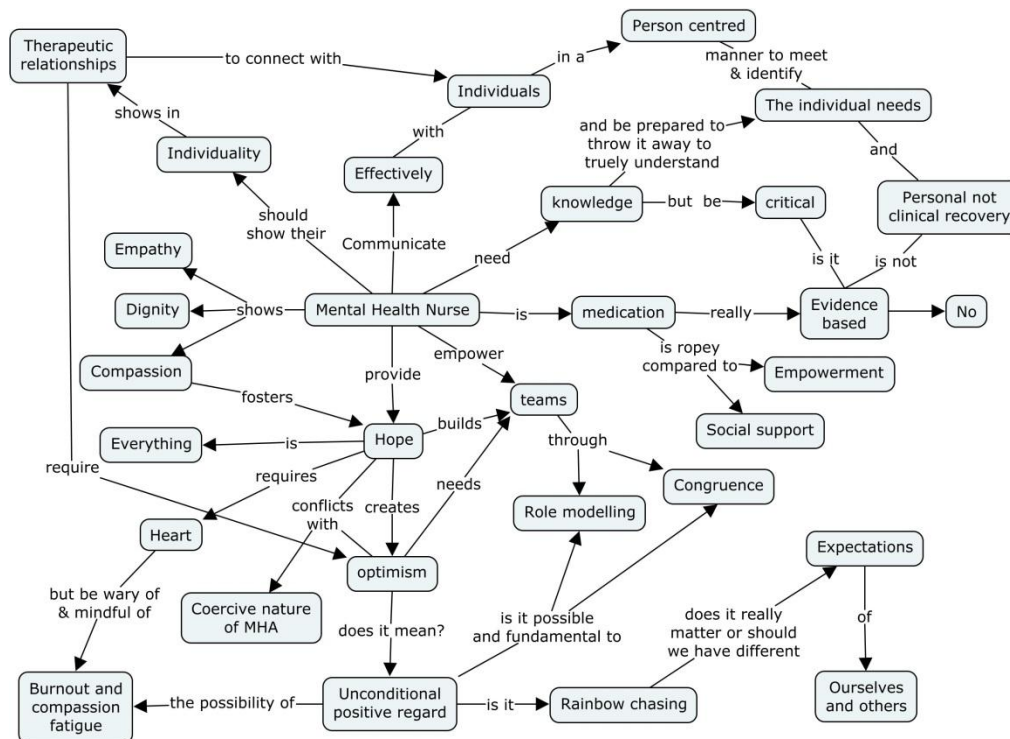 Person centred
Therapeutic
relationships
to connect with
in a
manner to meet
& identify
Individuals
The individual needs
shows in
with
and be prepared to
throw it away to
truely understand
Individuality
and
Effectively
knowledge
but be
critical
Personal not
clinical recovery
should
show their
Communicate
need
is it
is not
Empathy
Dignity
shows
Mental Health Nurse
is
medication
really
Evidence
based
No
empower
is ropey
compared to
Compassion
provide
Empowerment
fosters
teams
builds
Social support
Everything
is
Hope
through
require
requires
conflicts
with
creates
needs
Congruence
Role modelling
Heart
optimism
Expectations
but be wary of
& mindful of
Coercive nature
of MHA
does it mean?
is it possible
and fundamental to
does it really
matter or should
we have different
of
Burnout and
compassion
fatigue
the possibility of
Unconditional
positive regard
is it
Rainbow chasing
Ourselves
and others